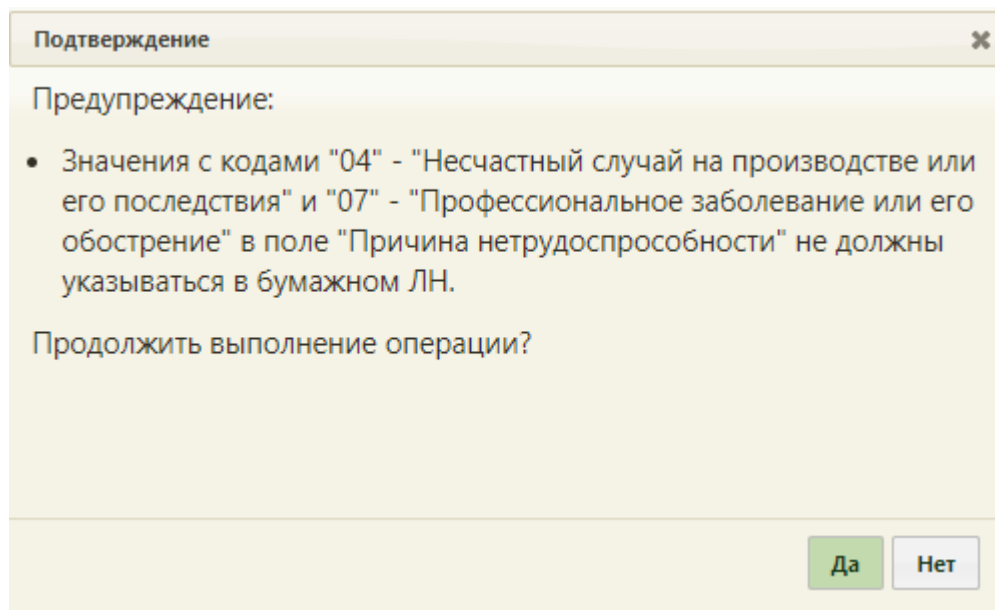 Подтверждение
Предупреждение:
• Значения с кодами "04" - "Несчастный случай на производстве или
его последствия" и "07" - "Профессиональное заболевание или его
обострение" в поле "Причина нетрудоспрособности" не должны
указываться в бумажном ЛН.
Продолжить выполнение операции?
Да Нет